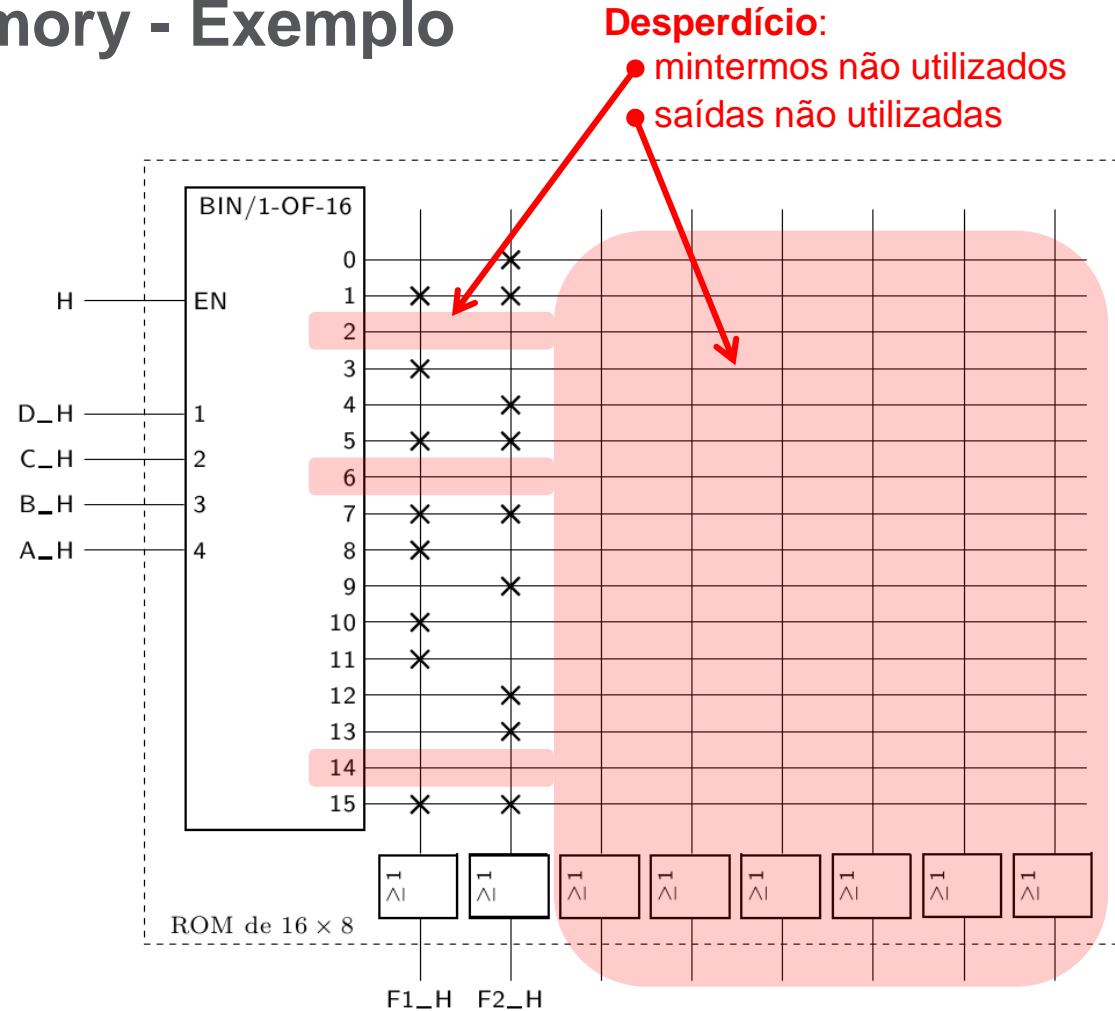 mory - Exemplo
Desperdício:
mintermos não utilizados
saídas não utilizadas
BIN/1-OF-16
H
EN
D_H
1
C_H
2
B_H
3
A_H
4
0
1
2
3
4
5
6
7
8
9
10
11
12
13
14
15
≥1
≥1
≥1
≥1
≥1
≥1
≥1
≥1
ROM de 16 × 8
F1_H F2_H